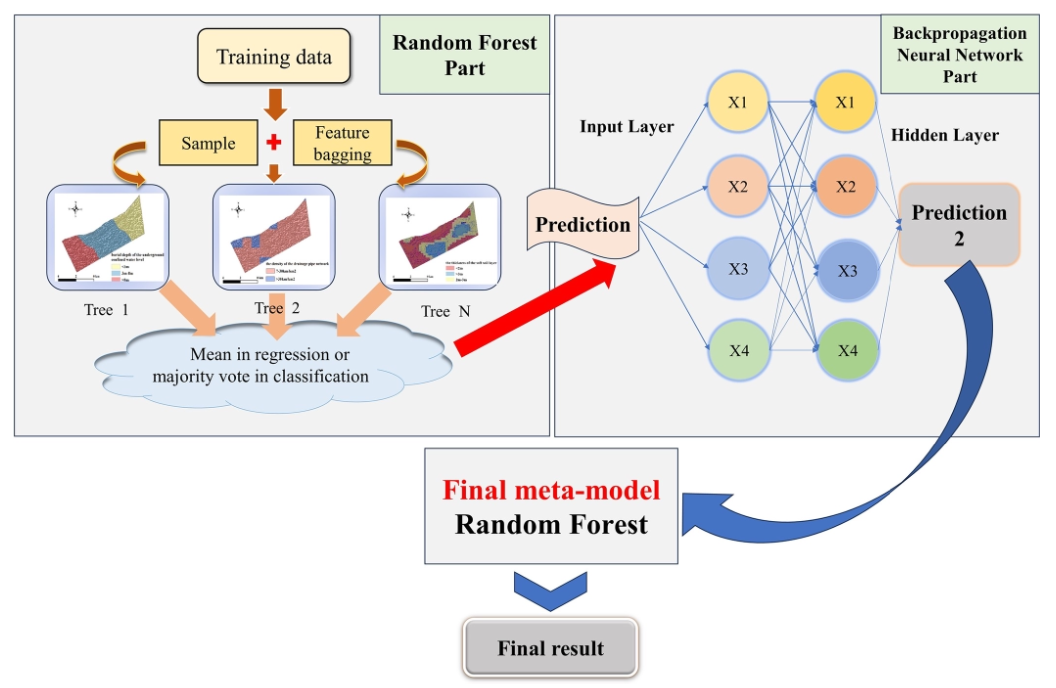 Random Forest
Part
Training data
Sample
Feature
bagging
Tree 1
Tree 2
Tree N
Mean in regression or
majority vote in classification
Backpropagation
Neural Network
Part
Input Layer
Hidden Layer
Prediction
X1
X2
X3
X4
X1
X2
X3
X4
Prediction
2
Final meta-model
Random Forest
Final result